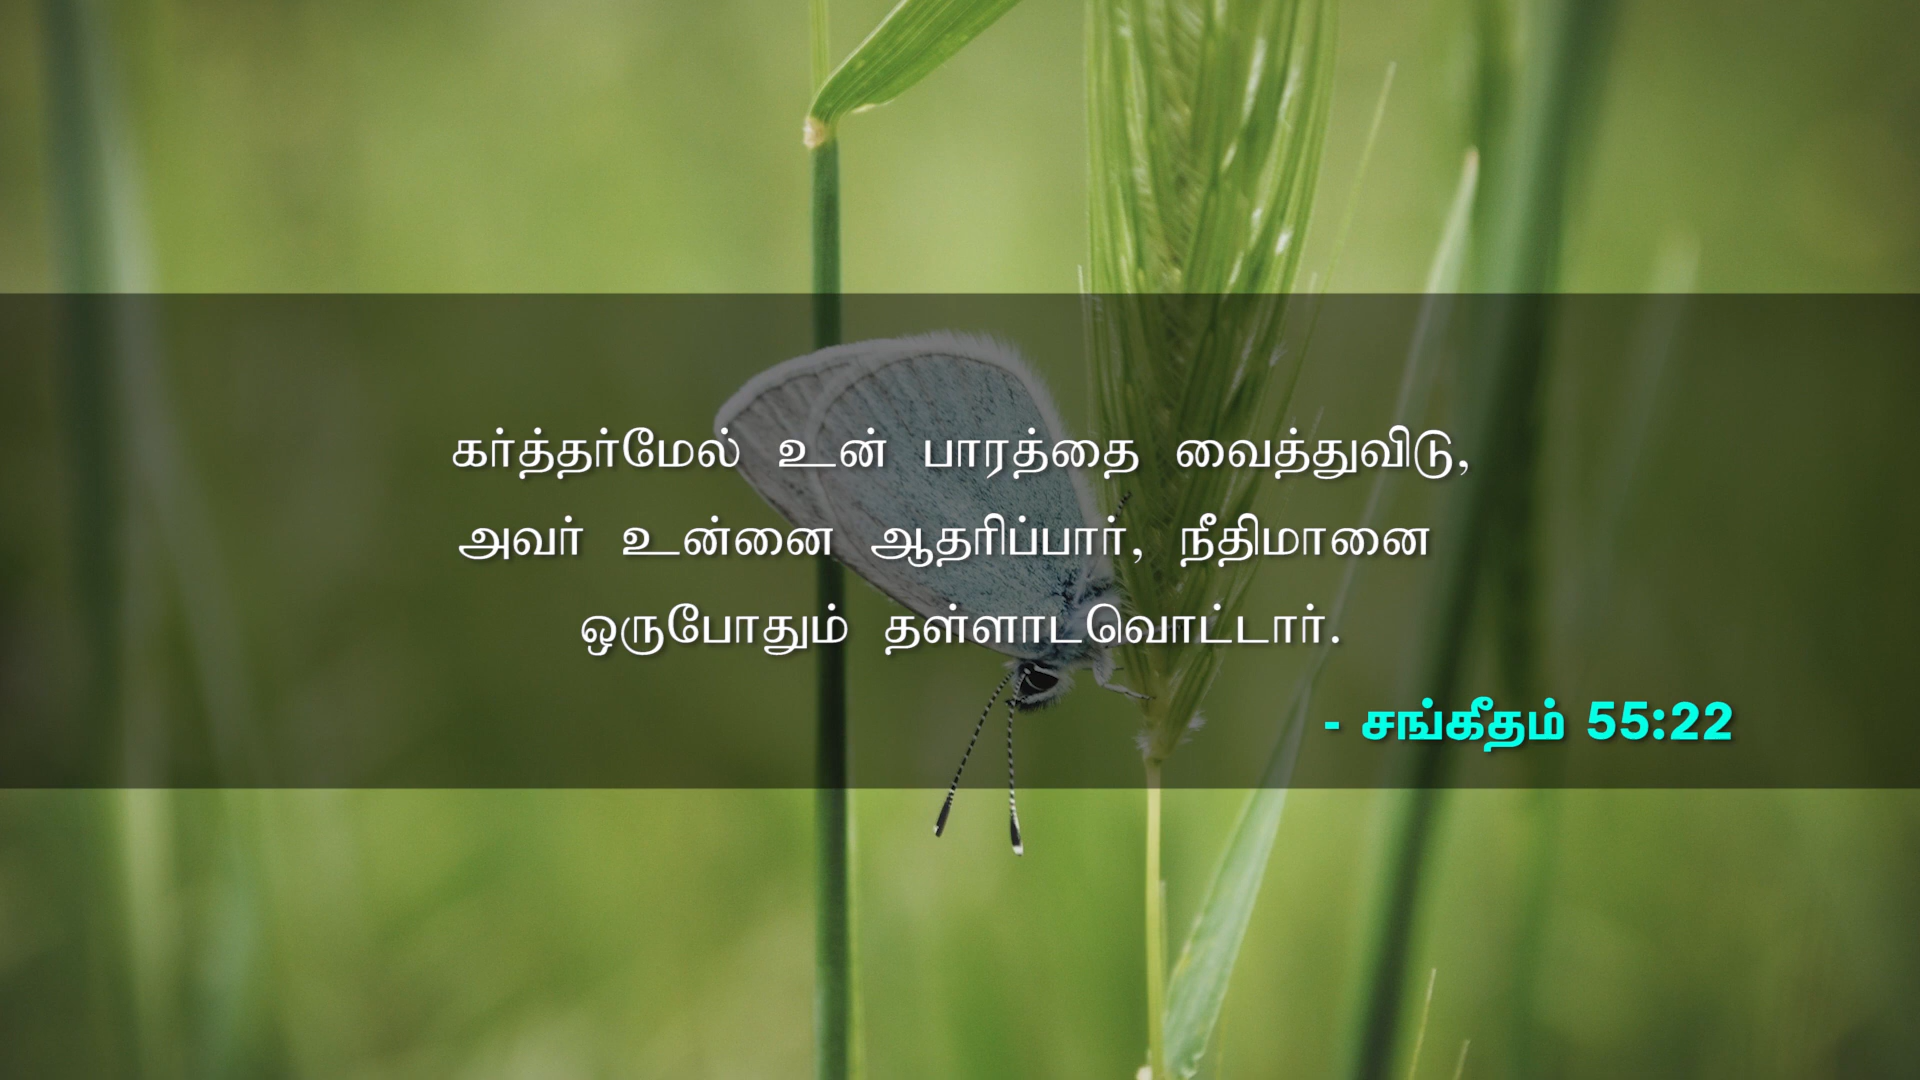 கர்த்தர்மேல் உன் பாரத்தை வைத்துவிடு,
அவர் உன்னை ஆதரிப்பார், நீதிமானை
ஒருபோதும் தள்ளாடவொட்டார்.
- சங்கீதம் 55:22